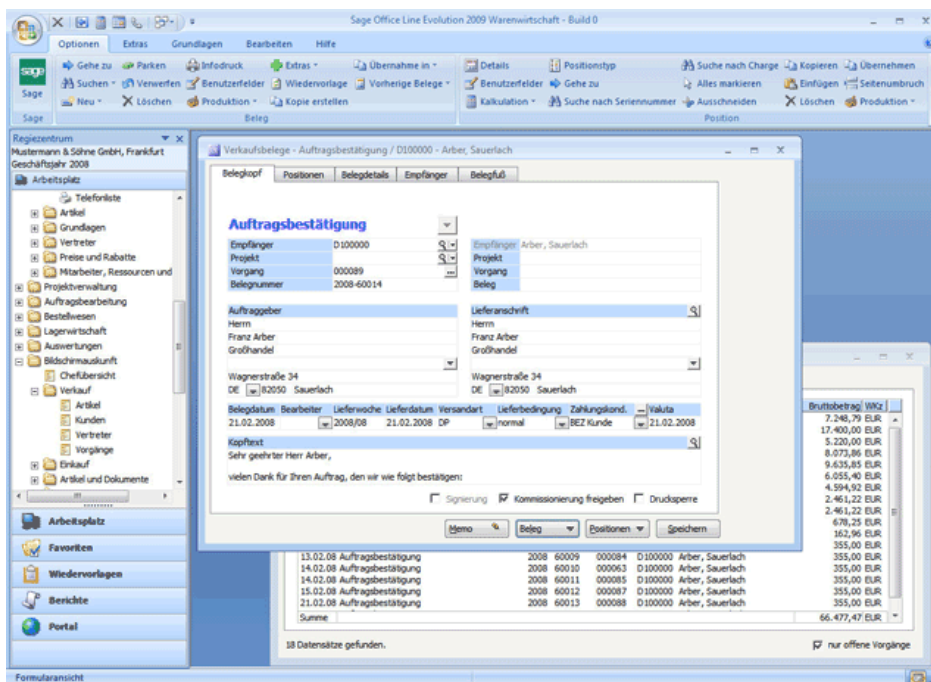 Sage Office Line Evolution 2009 Warenwirtschaft - Build 0
Optionen Extras Grundlagen Bearbeiten Hilfe
sage
Sage
Sage
Gehe zu Parken Infodruck Extras Übernahme in
Suchen Verwerfen Benutzerfelder Wiedervorlage Vorherige Belege
Neu Löschen Produktion Kopie erstellen
Beleg
Details Positionstyp Suche nach Charge Kopieren Übernehmen
Benutzerfelder Gehe zu Alles markieren Einfügen Seitenumbruch
Kalkulation Suche nach Seriennummer Ausschneiden Löschen Produktion
Position
Regiezentrum
Mustermann & Söhne GmbH, Frankfurt
Geschäftsjahr 2008
Arbeitsplatz
Telefonliste
Artikel
Grundlagen
Vertreter
Preise und Rabatte
Mitarbeiter, Ressourcen und
Projektverwaltung
Auftragsbearbeitung
Bestellwesen
Lagerwirtschaft
Auswertungen
Bildschirmauskunft
Chefübersicht
Verkauf
Artikel
Kunden
Vertreter
Vorgänge
Einkauf
Artikel und Dokumente
Arbeitsplatz
Favoriten
Wiedervorlagen
Berichte
Portal
Verkaufsbelege - Auftragsbestätigung / D100000 - Arber, Sauerlach
Belegkopf Positionen Belegdetails Empfänger Belegfuß
Auftragsbestätigung
Empfänger D100000 Empfänger Arber, Sauerlach
Projekt Projekt
Vorgang 000089 ... Vorgang
Belegnummer 2008-60014 Beleg
Auftraggeber Lieferanschrift
Herrn Herrn
Franz Arber Franz Arber
Großhandel Großhandel
Wagnerstraße 34 Wagnerstraße 34
DE 82050 Sauerlach DE 82050 Sauerlach
Belegdatum Bearbeiter Lieferwoche Lieferdatum Versandart Lieferbedingung Zahlungskond. ... Valuta
21.02.2008 2008/08 21.02.2008 DP normal BEZ Kunde 21.02.2008
Kopftext
Sehr geehrter Herr Arber,
vielen Dank für Ihren Auftrag, den wir wie folgt bestätigen:
Signierung Kommissionierung freigeben Drucksperre
Memo Beleg Positionen Speichern
Bruttobetrag WKz
7.248,79 EUR
17.400,00 EUR
5.220,00 EUR
8.073,86 EUR
9.635,85 EUR
6.055,40 EUR
4.594,92 EUR
2.461,22 EUR
2.461,22 EUR
678,25 EUR
162,96 EUR
355,00 EUR
13.02.08 Auftragsbestätigung 2008 60009 000084 D100000 Arber, Sauerlach 355,00 EUR
14.02.08 Auftragsbestätigung 2008 60010 000063 D100000 Arber, Sauerlach 355,00 EUR
14.02.08 Auftragsbestätigung 2008 60011 000085 D100000 Arber, Sauerlach 355,00 EUR
15.02.08 Auftragsbestätigung 2008 60012 000087 D100000 Arber, Sauerlach 355,00 EUR
21.02.08 Auftragsbestätigung 2008 60013 000088 D100000 Arber, Sauerlach 355,00 EUR
Summe 66.477,47 EUR
18 Datensätze gefunden. nur offene Vorgänge
Formularansicht